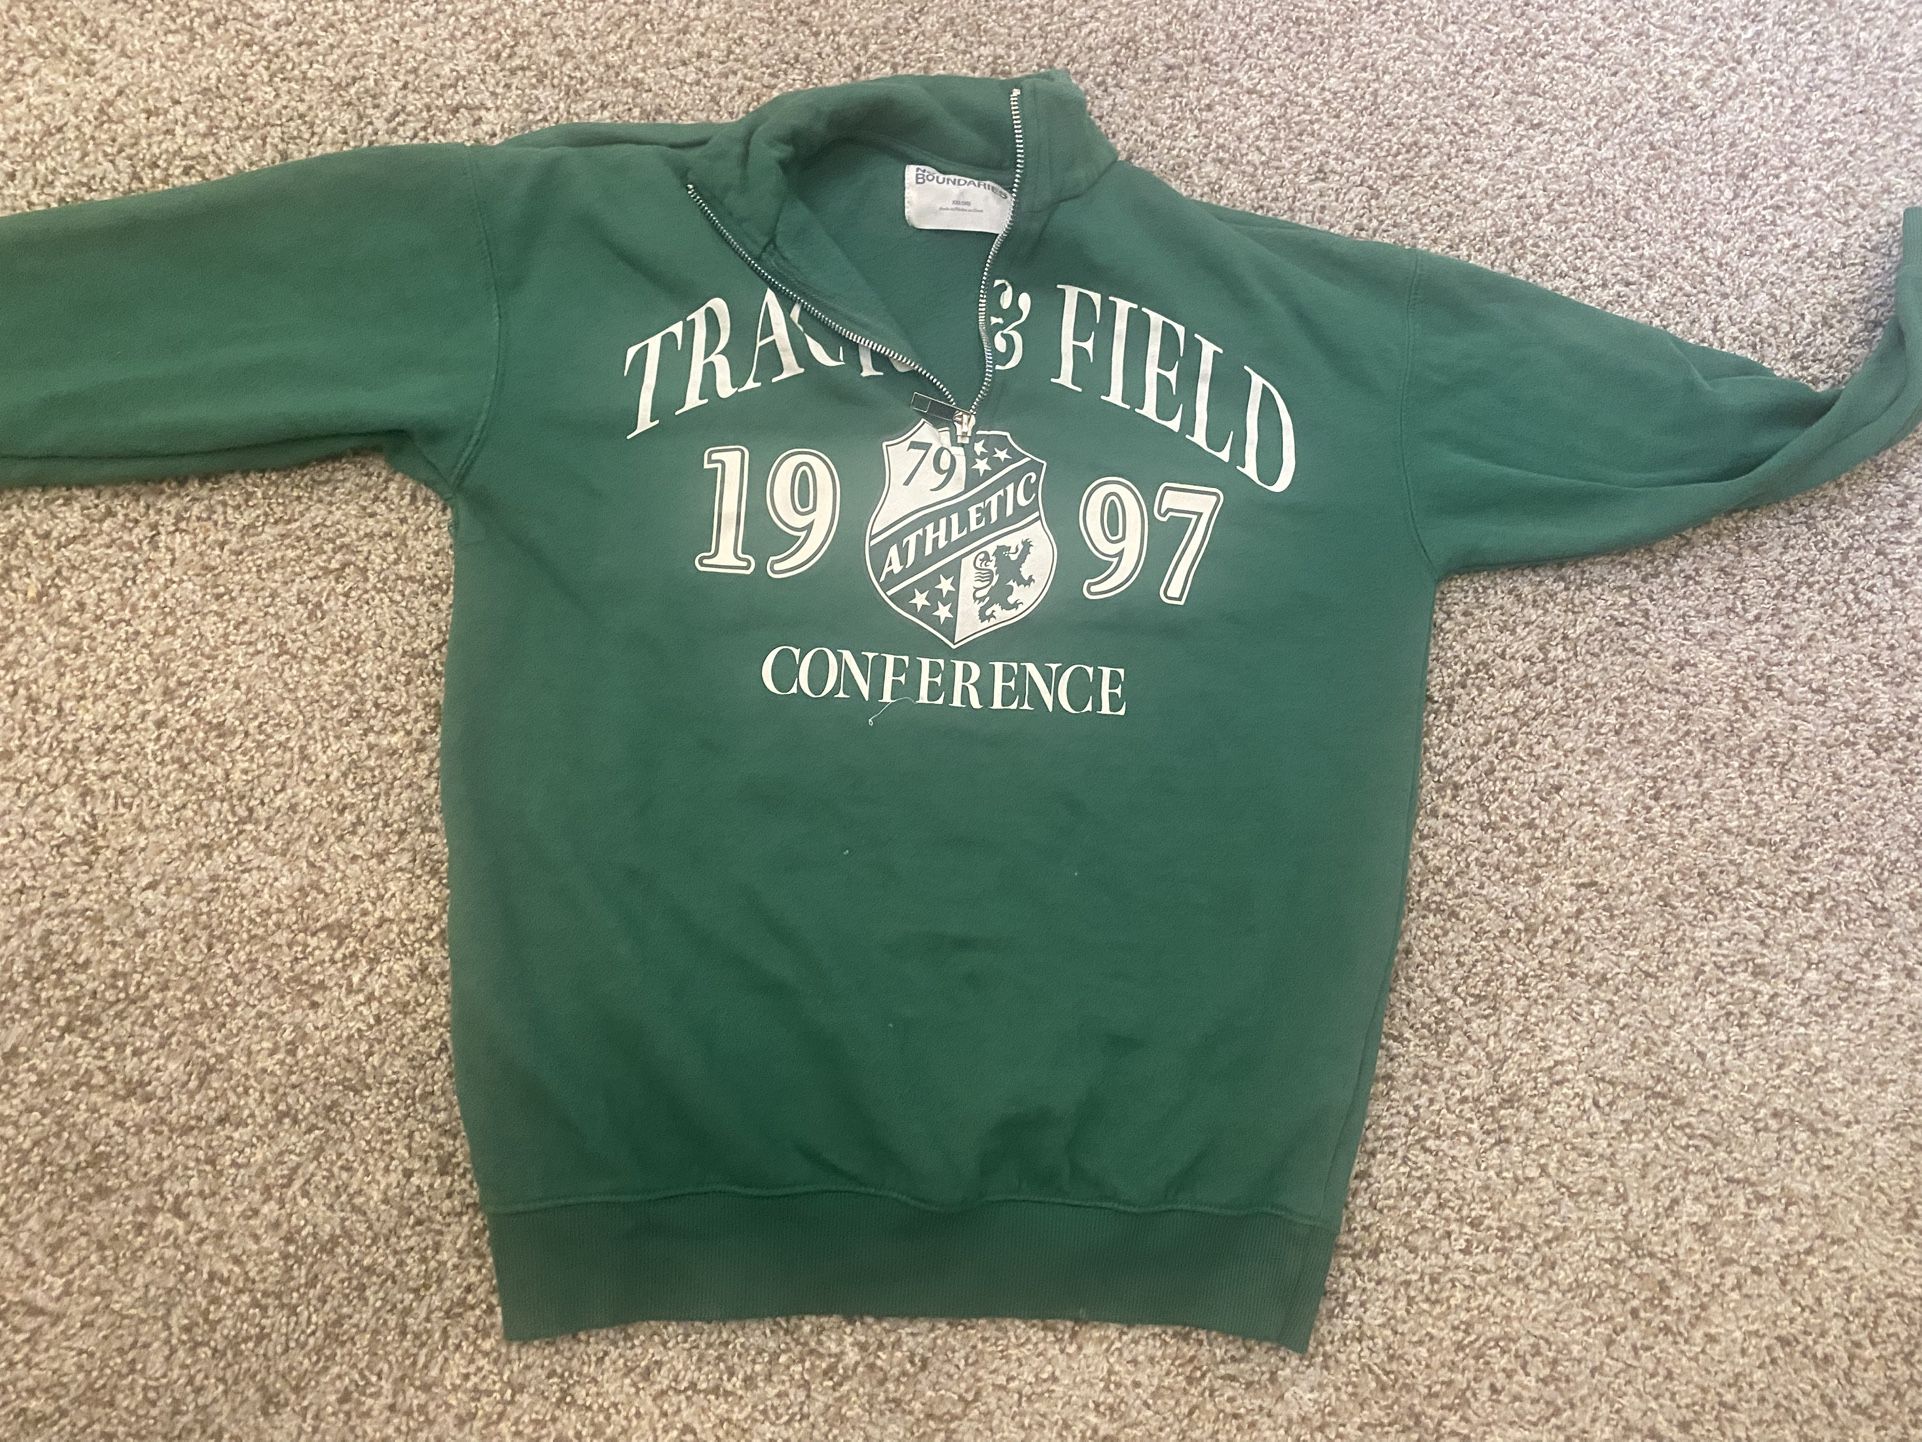 BOUNDARIES
TRACK & FIELD
19 79 97
ATHLETIC
CONFERENCE